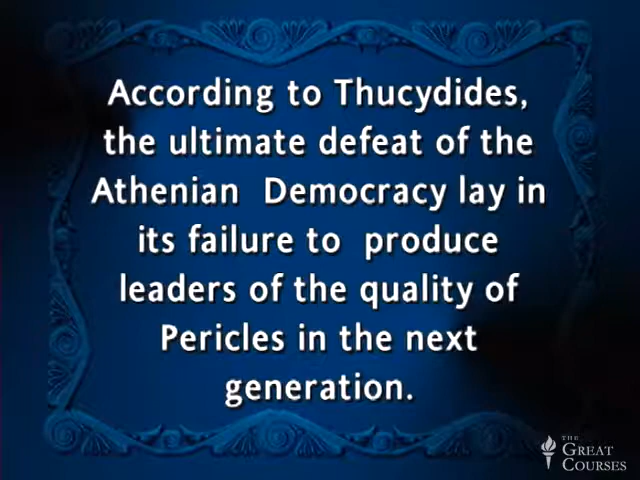 According to Thucydides,
the ultimate defeat of the
Athenian Democracy lay in
its failure to produce
leaders of the quality of
Pericles in the next
generation.
THE
GREAT
COURSES